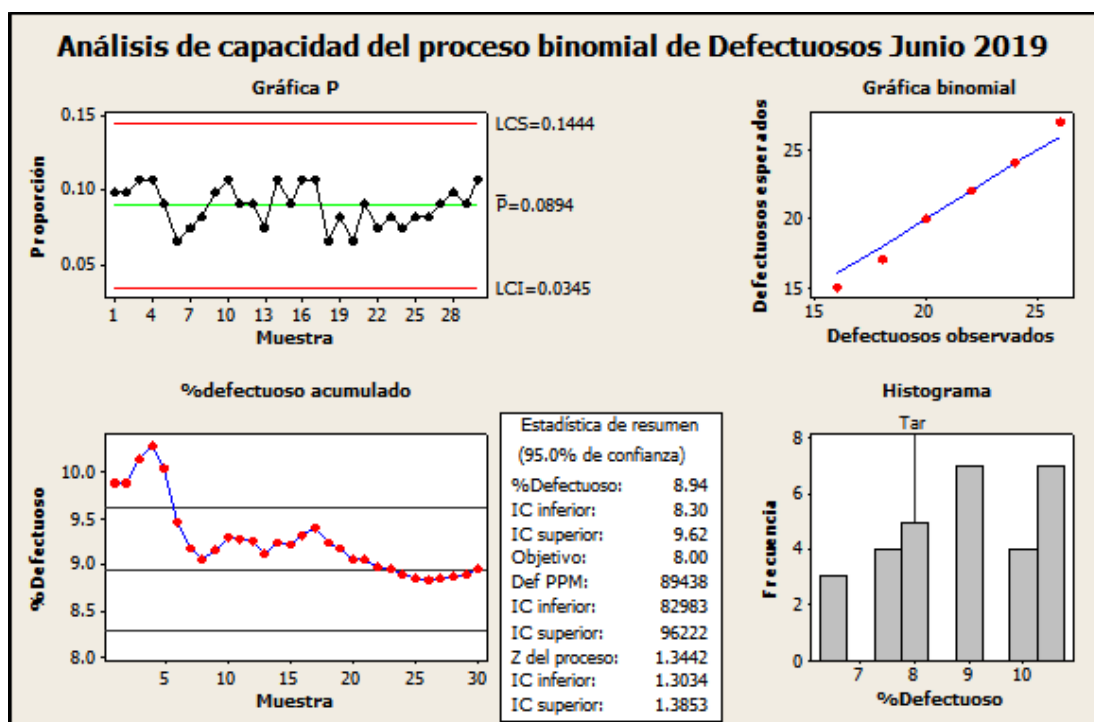 Análisis de capacidad del proceso binomial de Defectuosos Junio 2019
Gráfica P
0.15
0.10
0.05
Proporción
LCS=0.1444
P̅=0.0894
LCI=0.0345
1 4 7 10 13 16 19 22 25 28
Muestra
Gráfica binomial
Defectuosos esperados
25
20
15
15 20 25
Defectuosos observados
%defectuoso acumulado
%Defectuoso
10.0
9.5
9.0
8.5
8.0
5 10 15 20 25 30
Muestra
Estadística de resumen
(95.0% de confianza)
%Defectuoso: 8.94
IC inferior: 8.30
IC superior: 9.62
Objetivo: 8.00
Def PPM: 89438
IC inferior: 82983
IC superior: 96222
Z del proceso: 1.3442
IC inferior: 1.3034
IC superior: 1.3853
Histograma
Tar
Frecuencia
8
6
4
2
0
7 8 9 10
%Defectuoso